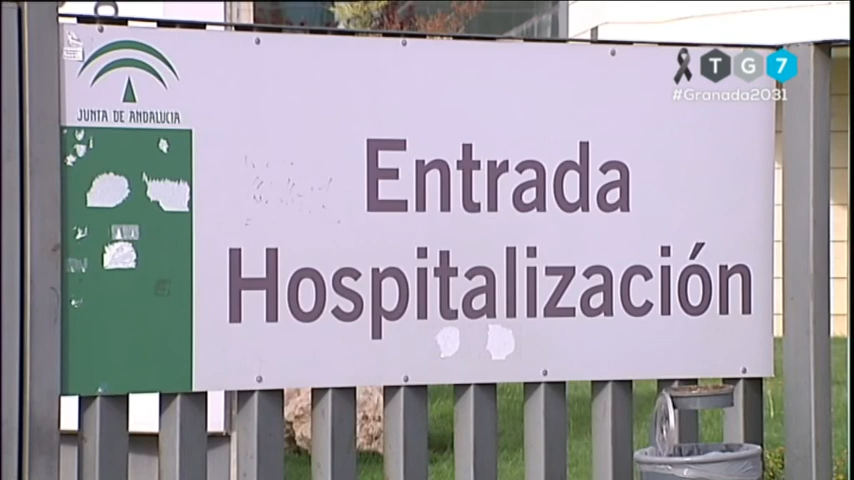 TG7
#Granada2031
JUNTA DE ANDALUCIA
Entrada
Hospitalización